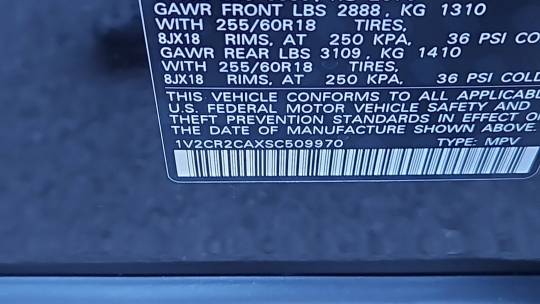 GAWR FRONT LBS 2888, KG 1310
WITH 255/60R18 TIRES,
8JX18 RIMS, AT 250 KPA, 36 PSI CO
GAWR REAR LBS 3109, KG 1410
WITH 255/60R18 TIRES,
8JX18 RIMS, AT 250 KPA, 36 PSI COLD
THIS VEHICLE CONFORMS TO ALL APPLICABL
U.S. FEDERAL MOTOR VEHICLE SAFETY AND
THEFT PREVENTION STANDARDS IN EFFECT O
THE DATE OF MANUFACTURE SHOWN ABOVE.
1V2CR2CAXSC509970 TYPE: MPV